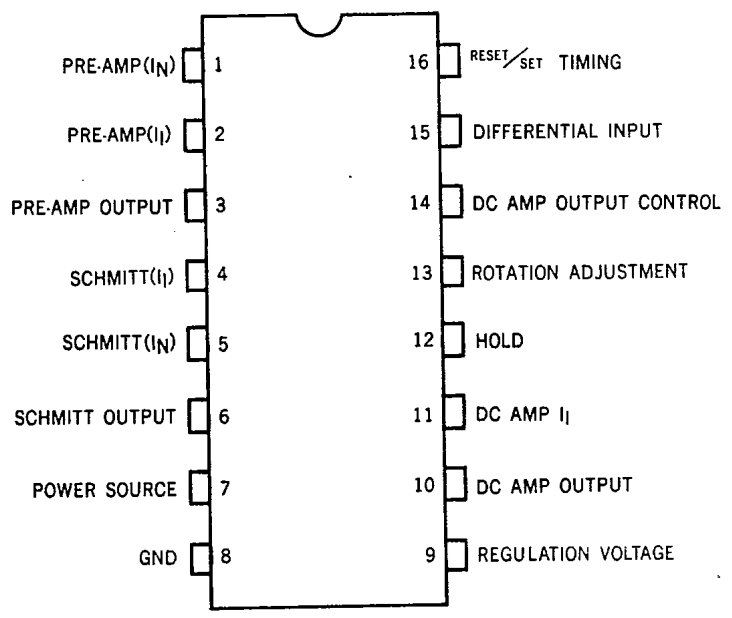 PRE-AMP(IN) 1
PRE-AMP(II) 2
PRE-AMP OUTPUT 3
SCHMITT(II) 4
SCHMITT(IN) 5
SCHMITT OUTPUT 6
POWER SOURCE 7
GND 8
16 RESET/SET TIMING
15 DIFFERENTIAL INPUT
14 DC AMP OUTPUT CONTROL
13 ROTATION ADJUSTMENT
12 HOLD
11 DC AMP II
10 DC AMP OUTPUT
9 REGULATION VOLTAGE